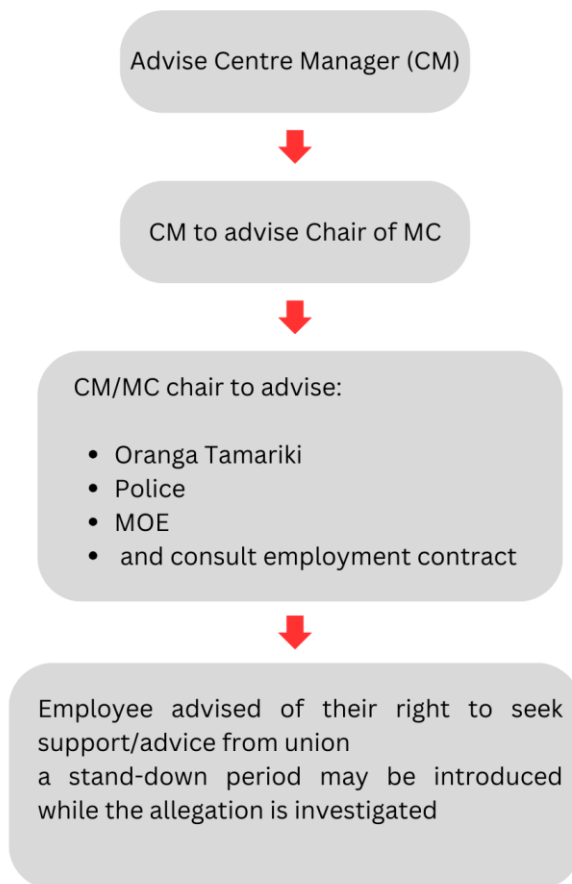 Advise Centre Manager (CM)
CM to advise Chair of MC
CM/MC chair to advise:
• Oranga Tamariki
• Police
• MOE
• and consult employment contract
Employee advised of their right to seek
support/advice from union
a stand-down period may be introduced
while the allegation is investigated